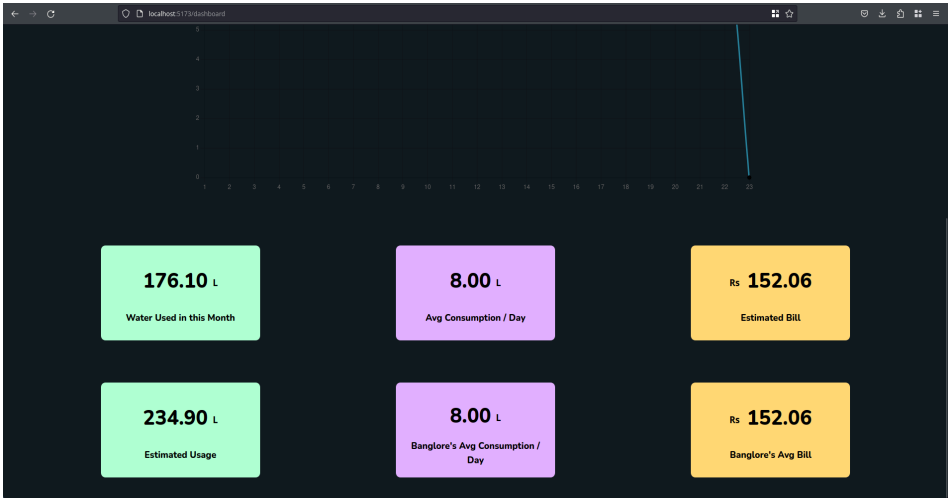 localhost:5173/dashboard
5
4
3
2
1
0
1 2 3 4 5 6 7 8 9 10 11 12 13 14 15 16 17 18 19 20 21 22 23
176.10 L
Water Used in this Month
8.00 L
Avg Consumption / Day
Rs 152.06
Estimated Bill
234.90 L
Estimated Usage
8.00 L
Banglore's Avg Consumption /
Day
Rs 152.06
Banglore's Avg Bill